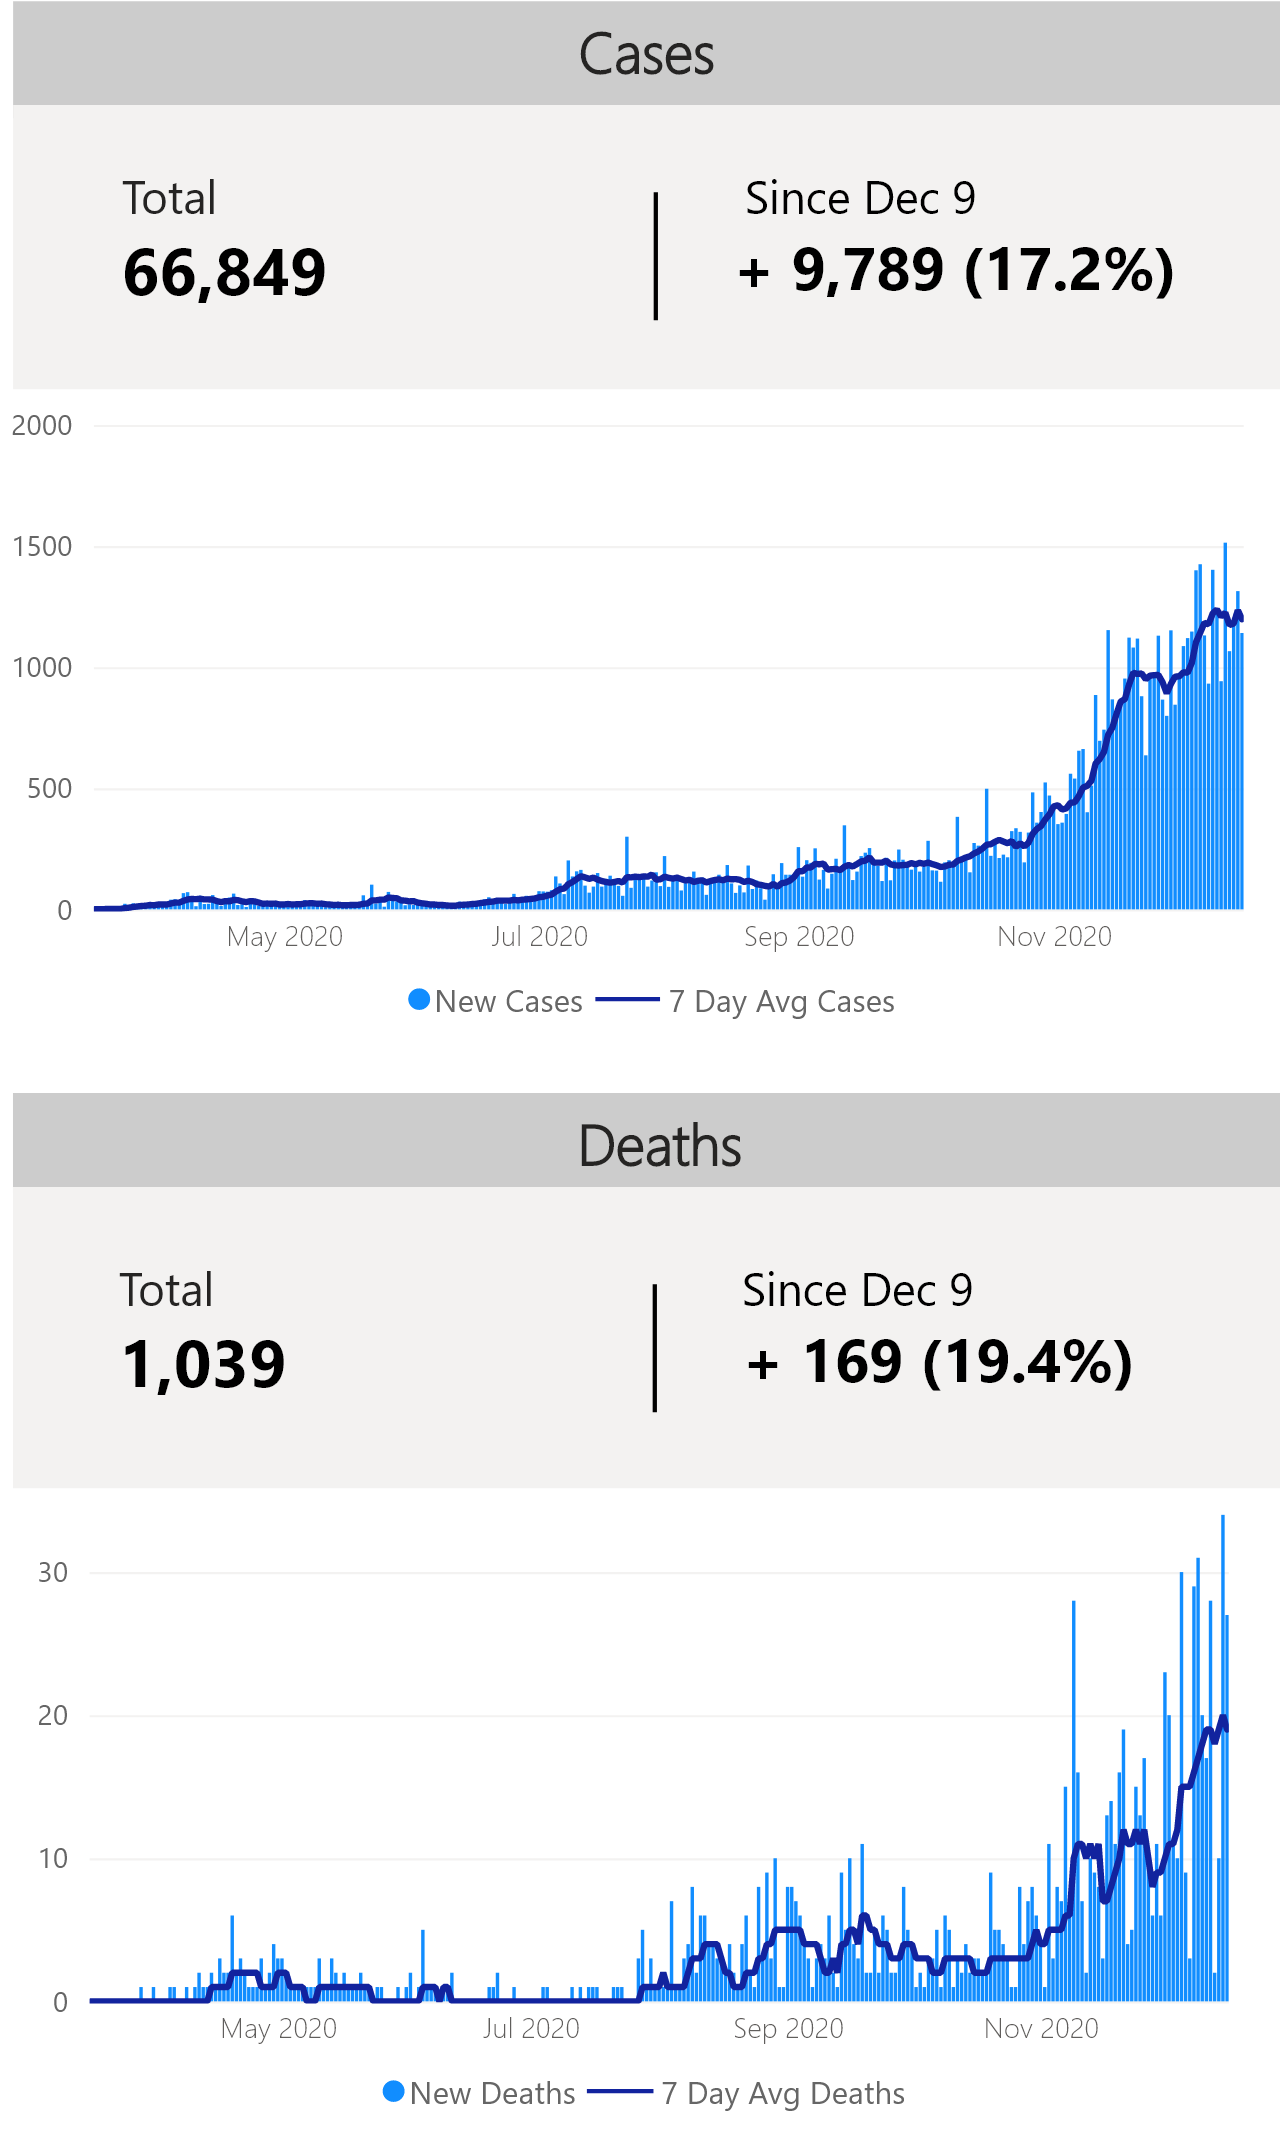 Cases
Total
Since Dec 9
66,849
+ 9,789 (17.2%)
2000
1500
1000
500
0
May 2020
Jul 2020
Sep 2020
Nov 2020
New Cases
7 Day Avg Cases
Deaths
Total
Since Dec 9
1,039
+ 169 (19.4%)
30
20
10
0
May 2020
Jul 2020
Sep 2020
Nov 2020
New Deaths
7 Day Avg Deaths